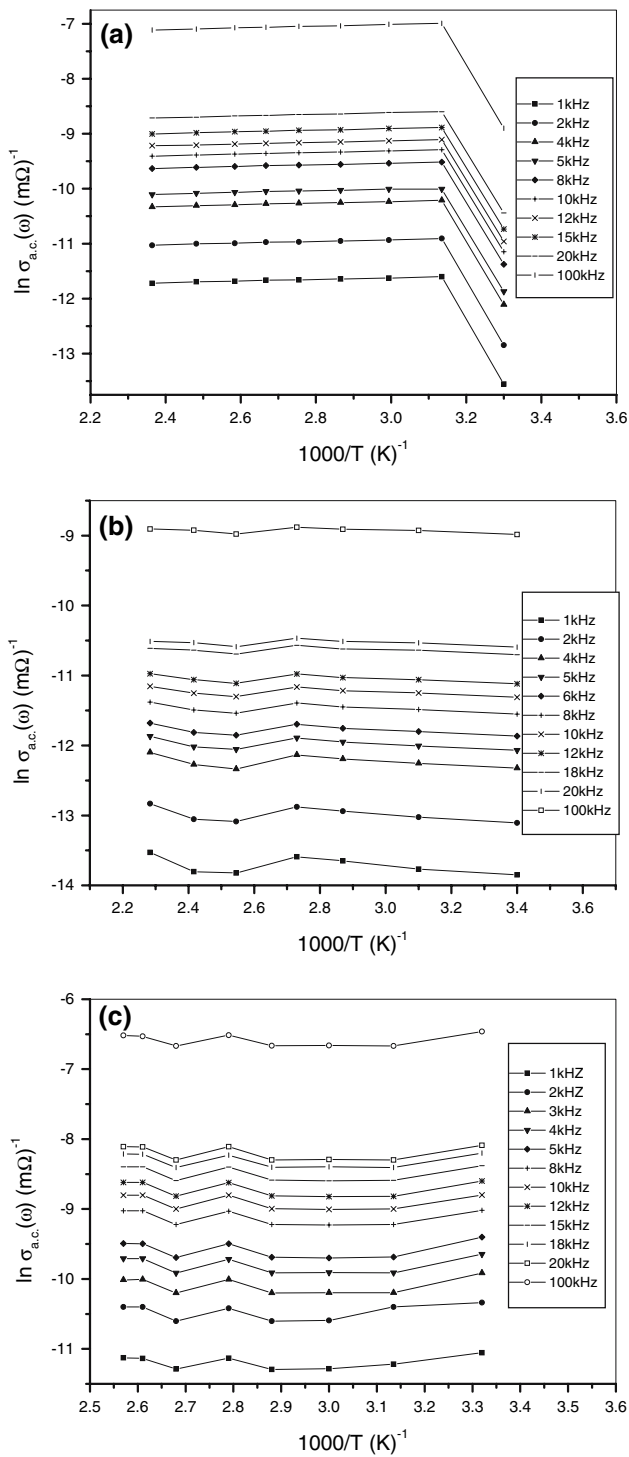 (a)
-7
-8
-9
-10
-11
-12
-13
ln σa.c.(ω) (mΩ)-1
1kHz
2kHz
4kHz
5kHz
8kHz
10kHz
12kHz
15kHz
20kHz
100kHz
2.2 2.4 2.6 2.8 3.0 3.2 3.4 3.6
1000/T (K)-1
(b)
-9
-10
-11
-12
-13
-14
ln σa.c.(ω) (mΩ)-1
1kHz
2kHz
4kHz
5kHz
6kHz
8kHz
10kHz
12kHz
18kHz
20kHz
100kHz
2.2 2.4 2.6 2.8 3.0 3.2 3.4 3.6
1000/T (K)-1
(c)
-6
-7
-8
-9
-10
-11
ln σa.c.(ω) (mΩ)-1
1kHZ
2kHZ
3kHz
4kHz
5kHz
8kHz
10kHz
12kHz
15kHz
18kHz
20kHz
100kHz
2.5 2.6 2.7 2.8 2.9 3.0 3.1 3.2 3.3 3.4 3.5 3.6
1000/T (K)-1